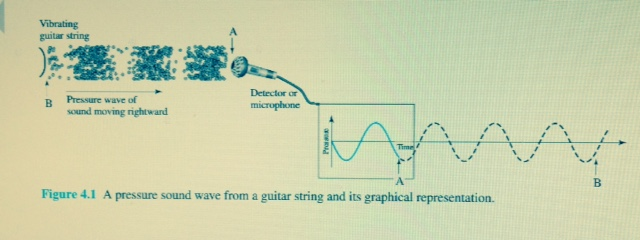 Vibrating
guitar string
A
B
Pressure wave of
sound moving rightward
Detector or
microphone
Pressure
Time
A
B
Figure 4.1 A pressure sound wave from a guitar string and its graphical representation.